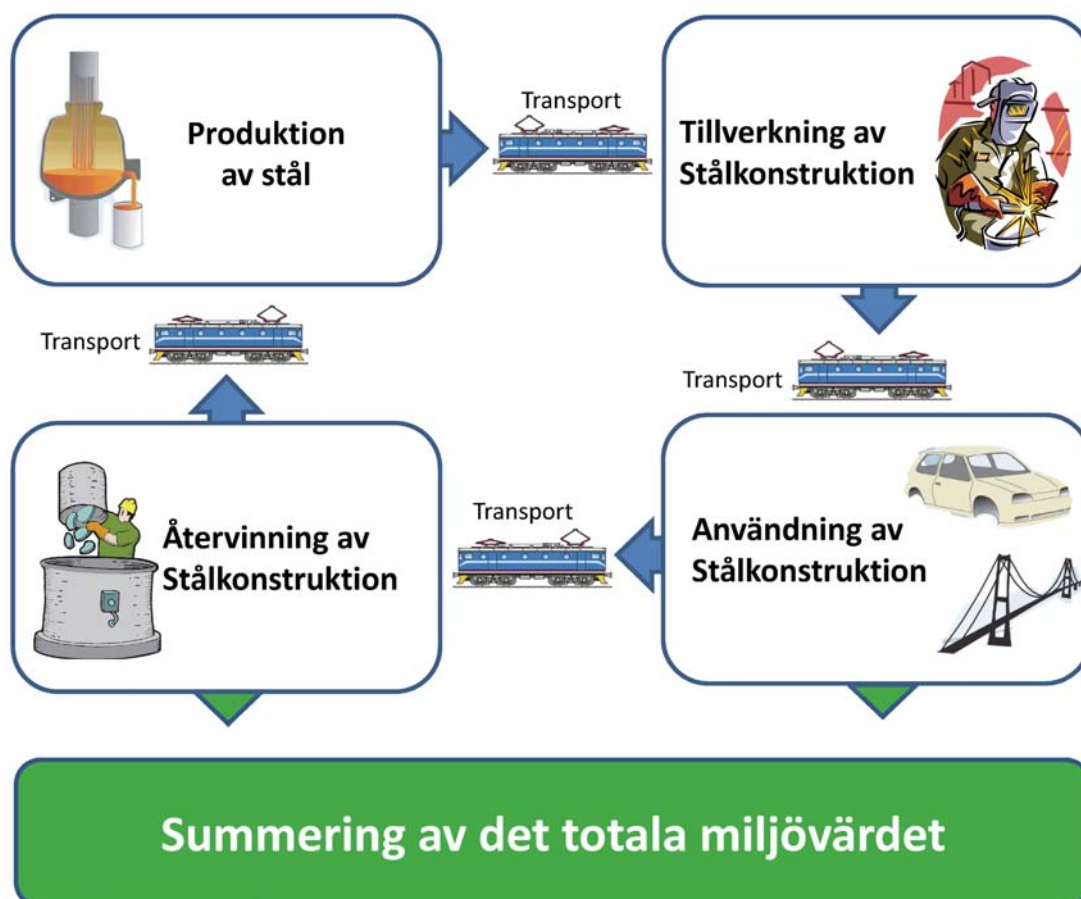 Produktion
av stål
Transport
Tillverkning av
Stålkonstruktion
Transport
Transport
Återvinning av
Stålkonstruktion
Transport
Användning av
Stålkonstruktion
Summering av det totala miljövärdet